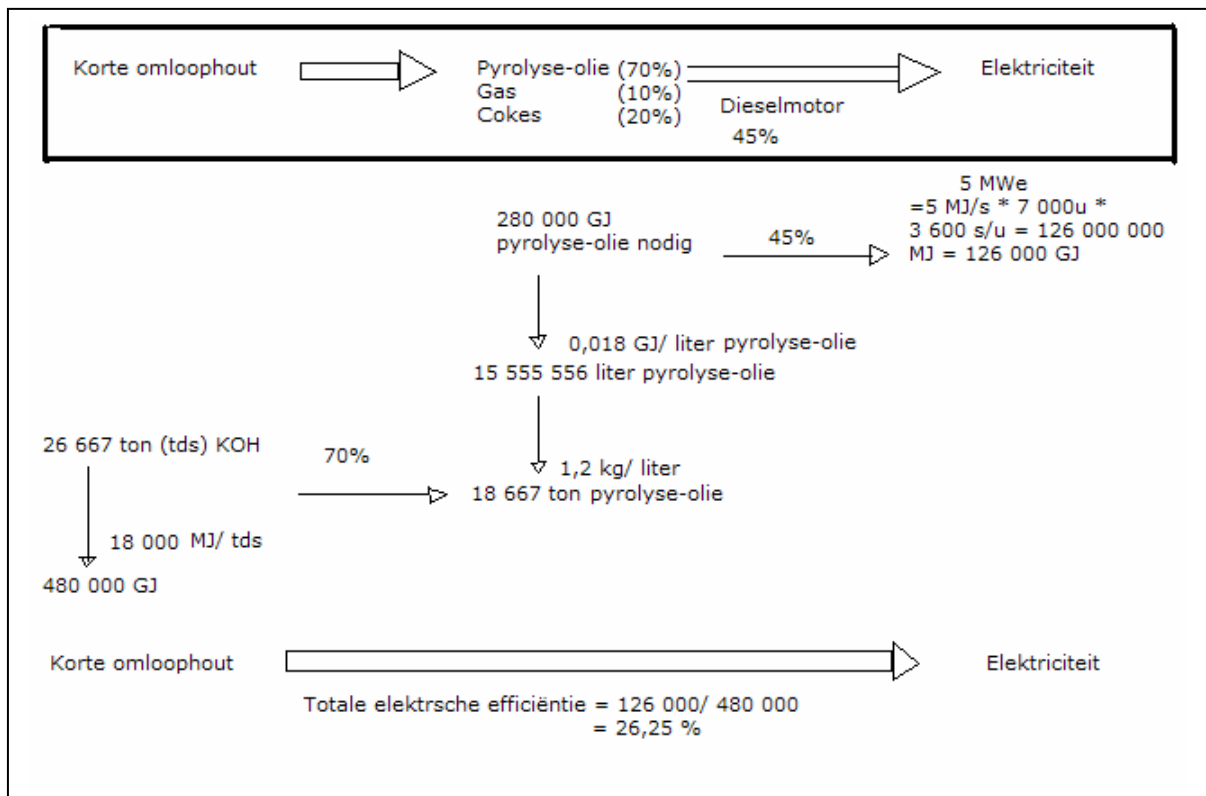 Korte omloophout
Pyrolyse-olie (70%)
Gas (10%)
Cokes (20%)
Dieselmotor
45%
Elektriciteit
5 MWe
=5 MJ/s * 7 000u *
3 600 s/u = 126 000 000
MJ = 126 000 GJ
280 000 GJ
pyrolyse-olie nodig
45%
0,018 GJ/ liter pyrolyse-olie
15 555 556 liter pyrolyse-olie
26 667 ton (tds) KOH
70%
1,2 kg/ liter
18 667 ton pyrolyse-olie
18 000 MJ/ tds
480 000 GJ
Korte omloophout
Elektriciteit
Totale elektrsche efficiëntie = 126 000/ 480 000
= 26,25 %